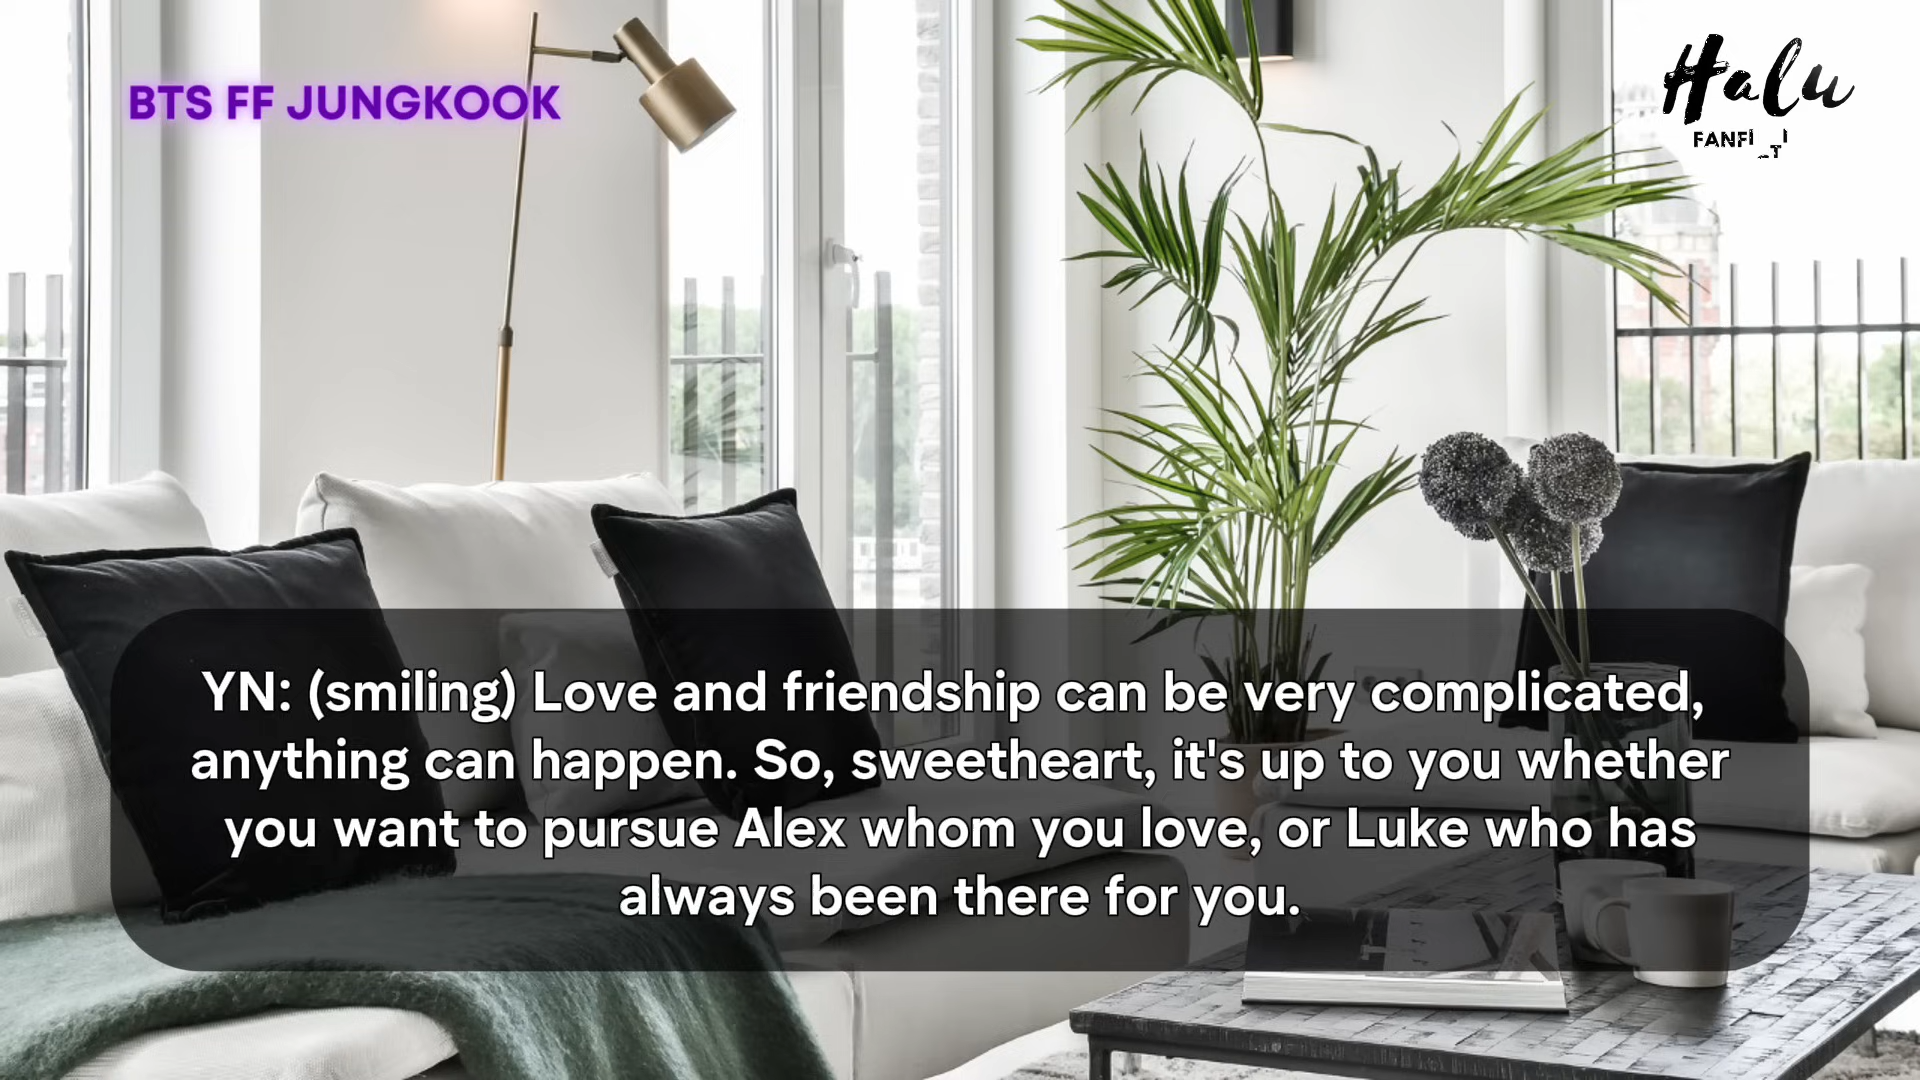 BTS FF JUNGKOOK
Halu
YN: (smiling) Love and friendship can be very complicated,
anything can happen. So, sweetheart, it's up to you whether
you want to pursue Alex whom you love, or Luke who has
always been there for you.